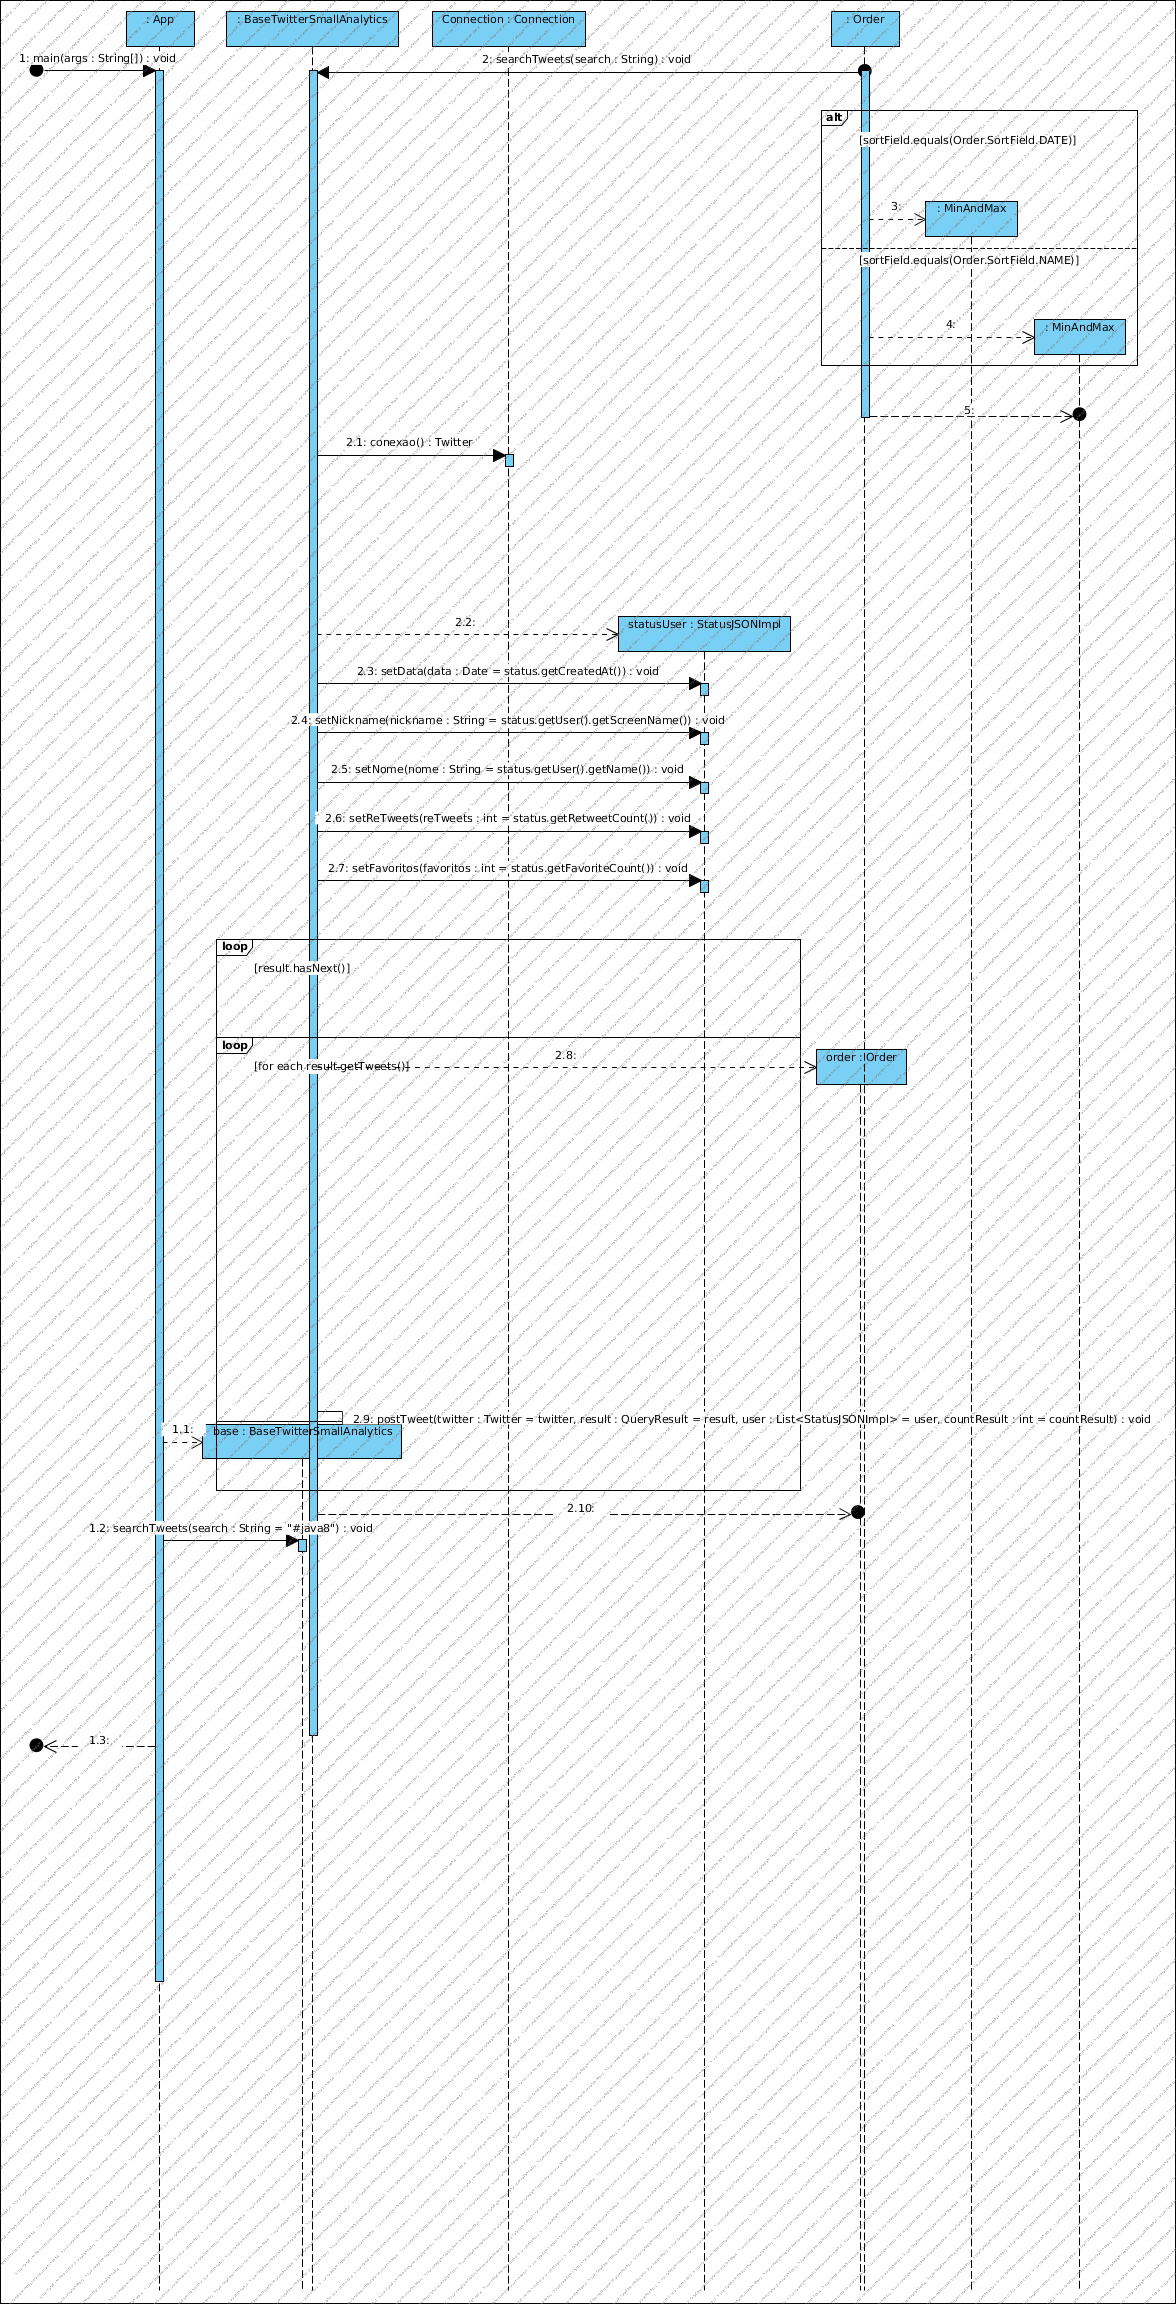 : App
: BaseTwitterSmallAnalytics
Connection : Connection
: Order
1: main(args : String[]) : void
2: searchTweets(search : String) : void
alt
[sortField.equals(Order.SortField.DATE)]
3:
: MinAndMax
[sortField.equals(Order.SortField.NAME)]
4:
: MinAndMax
5:
2.1: conexao() : Twitter
2.2:
statusUser : StatusJSONImpl
2.3: setData(data : Date = status.getCreatedAt()) : void
2.4: setNickname(nickname : String = status.getUser().getScreenName()) : void
2.5: setNome(nome : String = status.getUser().getName()) : void
2.6: setReTweets(reTweets : int = status.getRetweetCount()) : void
2.7: setFavoritos(favoritos : int = status.getFavoriteCount()) : void
loop
[result.hasNext()]
loop
[for each result.getTweets()]
2.8:
order : IOrder
2.9: postTweet(twitter : Twitter = twitter, result : QueryResult = result, user : List<StatusJSONImpl> = user, countResult : int = countResult) : void
1.1:
base : BaseTwitterSmallAnalytics
2.10:
1.2: searchTweets(search : String = "#java8") : void
1.3: